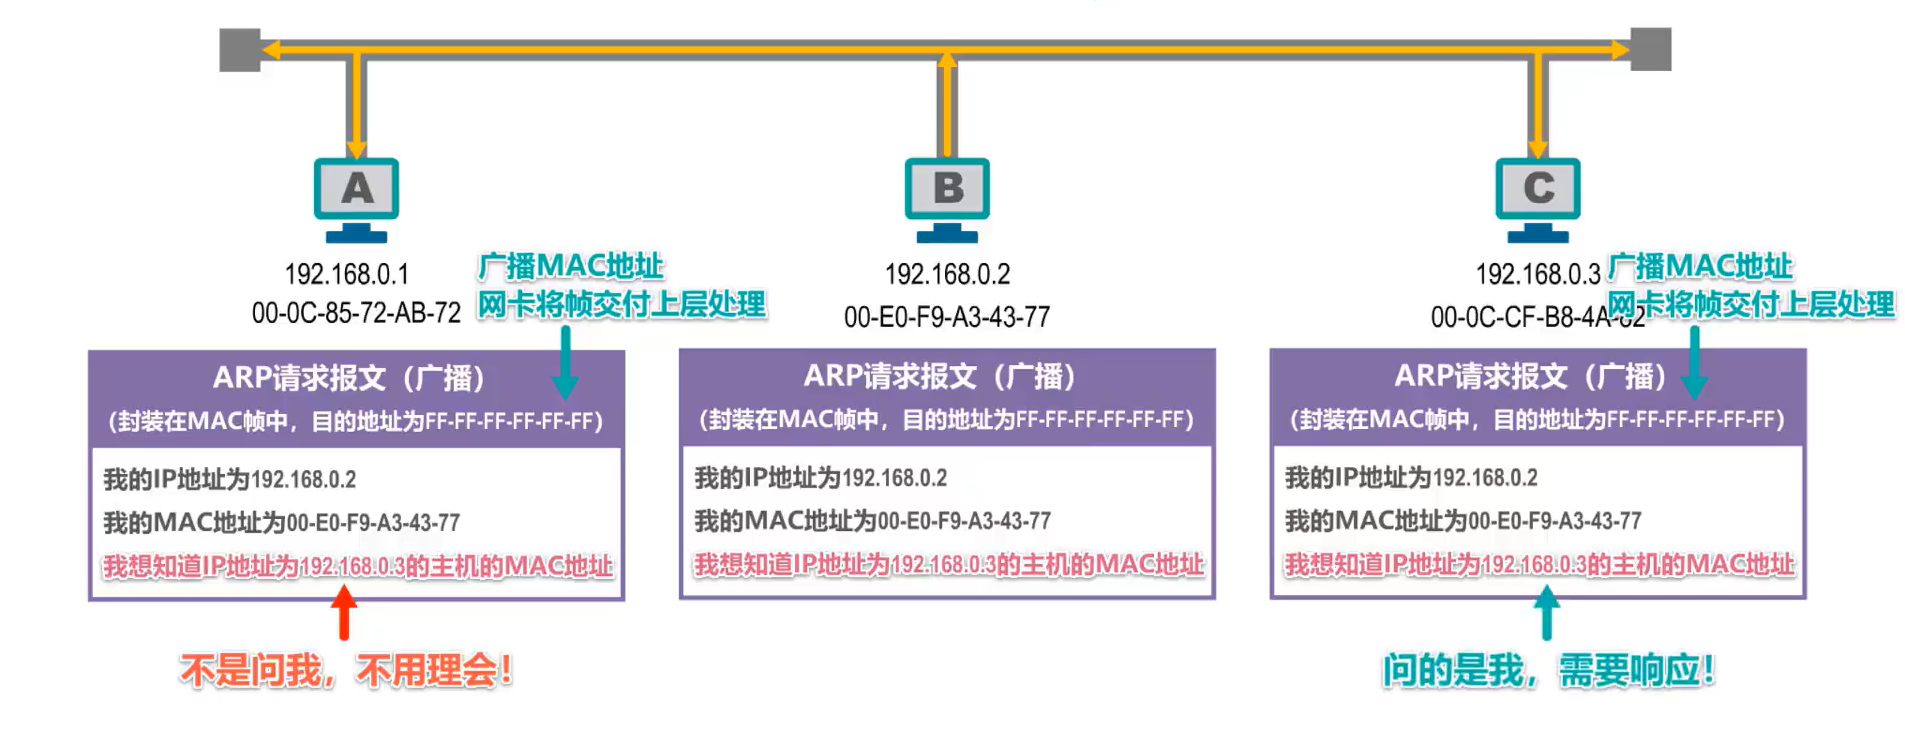 A
B
C
192.168.0.1
00-0C-85-72-AB-72
广播MAC地址
网卡将帧交付上层处理
192.168.0.2
00-E0-F9-A3-43-77
192.168.0.3
广播MAC地址
网卡将帧交付上层处理
ARP请求报文（广播）
（封装在MAC帧中，目的地址为FF-FF-FF-FF-FF-FF）
我的IP地址为192.168.0.2
我的MAC地址为00-E0-F9-A3-43-77
我想知道IP地址为192.168.0.3的主机的MAC地址
不是问我，不用理会！
ARP请求报文（广播）
（封装在MAC帧中，目的地址为FF-FF-FF-FF-FF-FF）
我的IP地址为192.168.0.2
我的MAC地址为00-E0-F9-A3-43-77
我想知道IP地址为192.168.0.3的主机的MAC地址
ARP请求报文（广播）
（封装在MAC帧中，目的地址为FF-FF-FF-FF-FF-FF）
我的IP地址为192.168.0.2
我的MAC地址为00-E0-F9-A3-43-77
我想知道IP地址为192.168.0.3的主机的MAC地址
问的是我，需要响应！